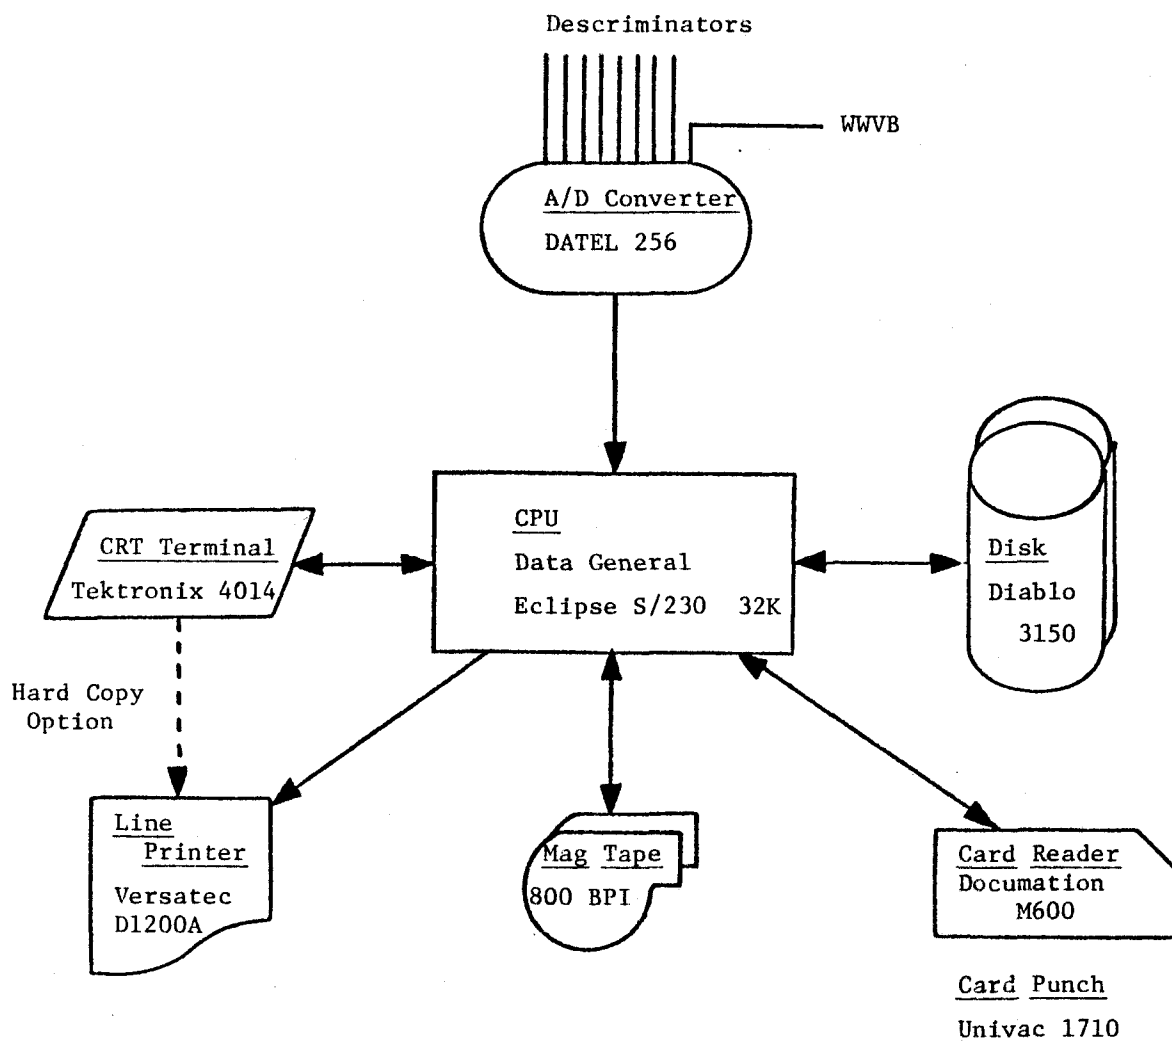 Descriminators
WWVB
A/D Converter
DATEL 256
CPU
Data General
Eclipse S/230 32K
CRT Terminal
Tektronix 4014
Disk
Diablo
3150
Hard Copy
Option
Line
Printer
Versatec
D1200A
Mag Tape
800 BPI
Card Reader
Documation
M600
Card Punch
Univac 1710